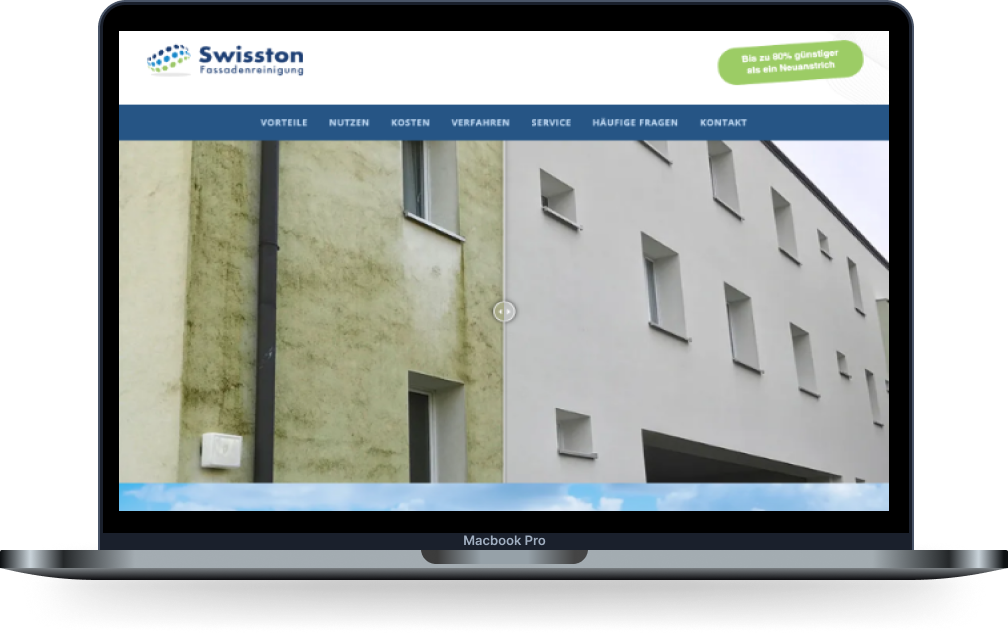 Swisston
Fassadenreinigung
Bis zu 80% günstiger
als ein Neuanstrich
VORTEILE NUTZEN KOSTEN VERFAHREN SERVICE HÄUFIGE FRAGEN KONTAKT
Macbook Pro